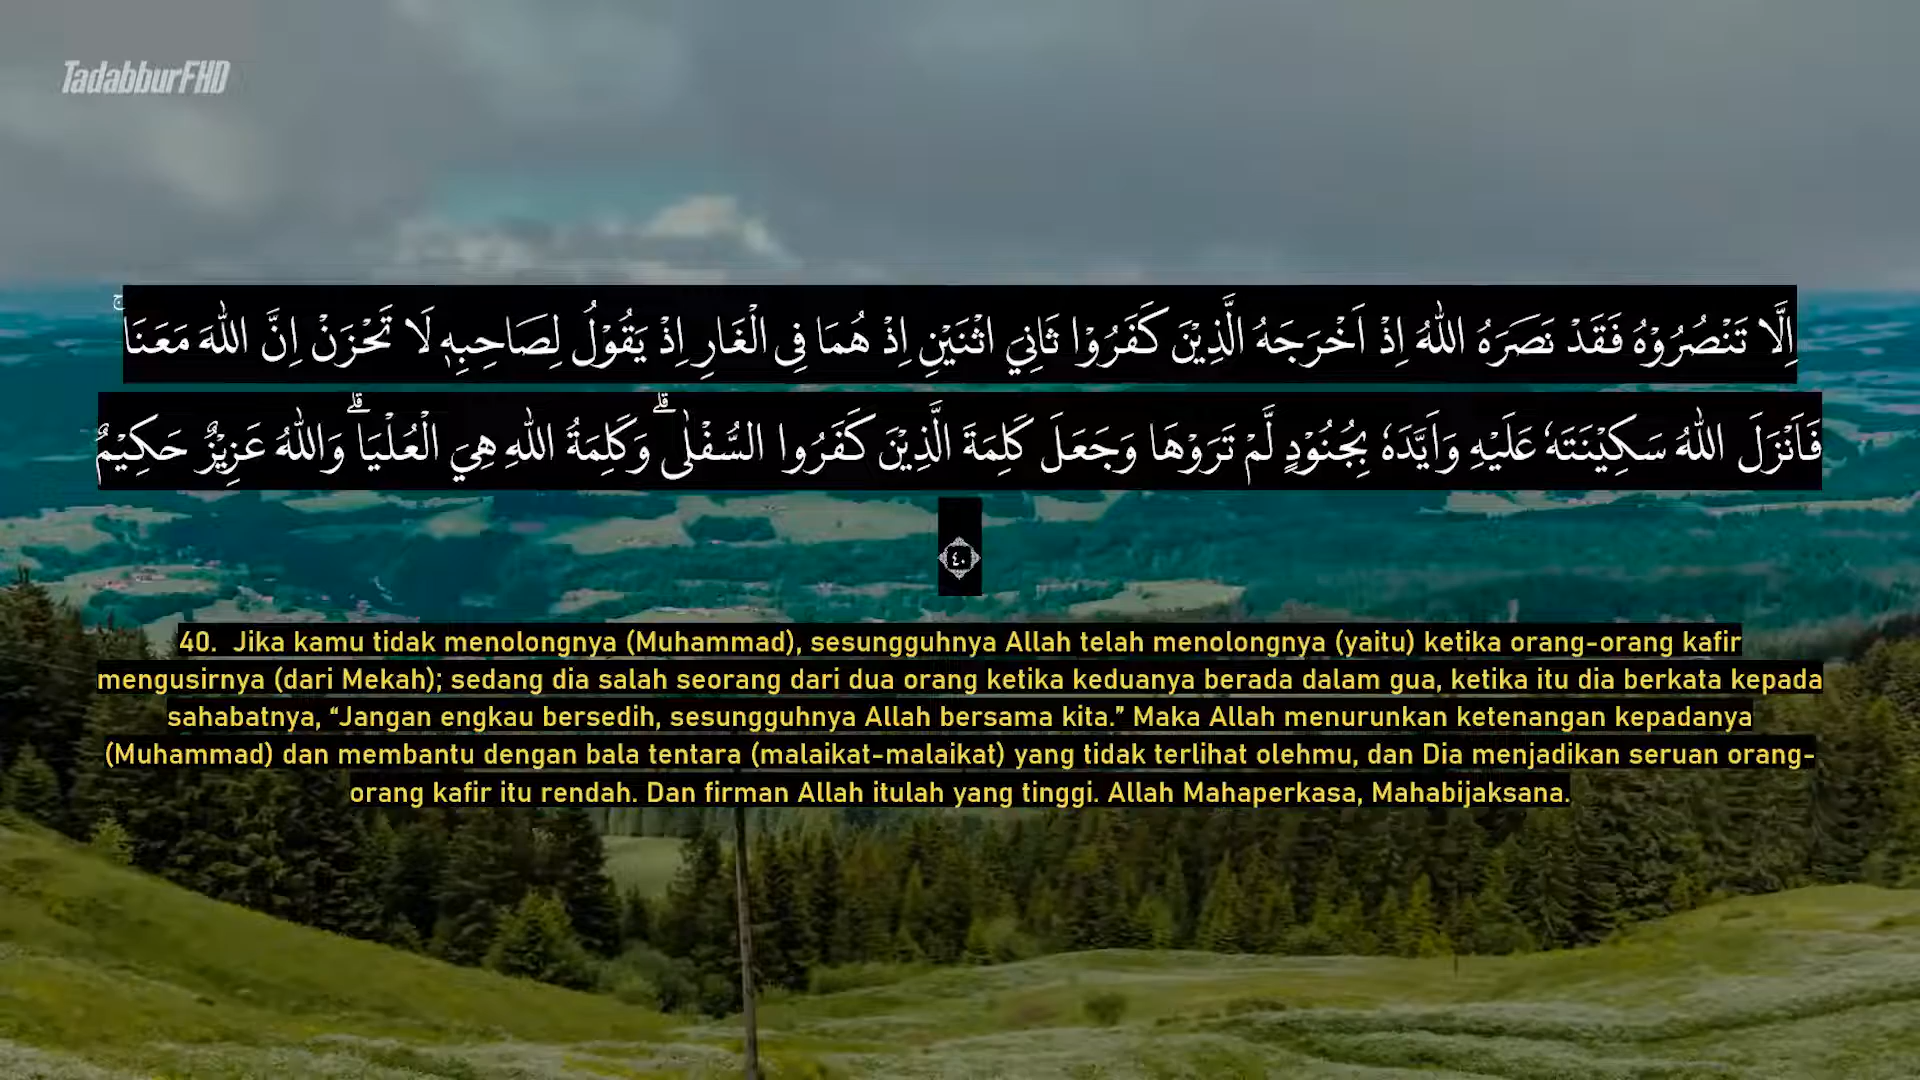 TadabburFHD
اِلَّا تَنْصُرُوْهُ فَقَدْ نَصَرَهُ اللّٰهُ اِذْ اَخْرَجَهُ الَّذِيْنَ كَفَرُوْا ثَانِيَ اثْنَيْنِ اِذْ هُمَا فِى الْغَارِ اِذْ يَقُوْلُ لِصَاحِبِهٖ لَا تَحْزَنْ اِنَّ اللّٰهَ مَعَنَاۚ
فَاَنْزَلَ اللّٰهُ سَكِيْنَتَهٗ عَلَيْهِ وَاَيَّدَهٗ بِجُنُوْدٍ لَّمْ تَرَوْهَا وَجَعَلَ كَلِمَةَ الَّذِيْنَ كَفَرُوا السُّفْلٰىۗ وَكَلِمَةُ اللّٰهِ هِيَ الْعُلْيَاۗ وَاللّٰهُ عَزِيْزٌ حَكِيْمٌ
٤٠
40. Jika kamu tidak menolongnya (Muhammad), sesungguhnya Allah telah menolongnya (yaitu) ketika orang-orang kafir
mengusirnya (dari Mekah); sedang dia salah seorang dari dua orang ketika keduanya berada dalam gua, ketika itu dia berkata kepada
sahabatnya, “Jangan engkau bersedih, sesungguhnya Allah bersama kita.” Maka Allah menurunkan ketenangan kepadanya
(Muhammad) dan membantu dengan bala tentara (malaikat-malaikat) yang tidak terlihat olehmu, dan Dia menjadikan seruan orang-
orang kafir itu rendah. Dan firman Allah itulah yang tinggi. Allah Mahaperkasa, Mahabijaksana.